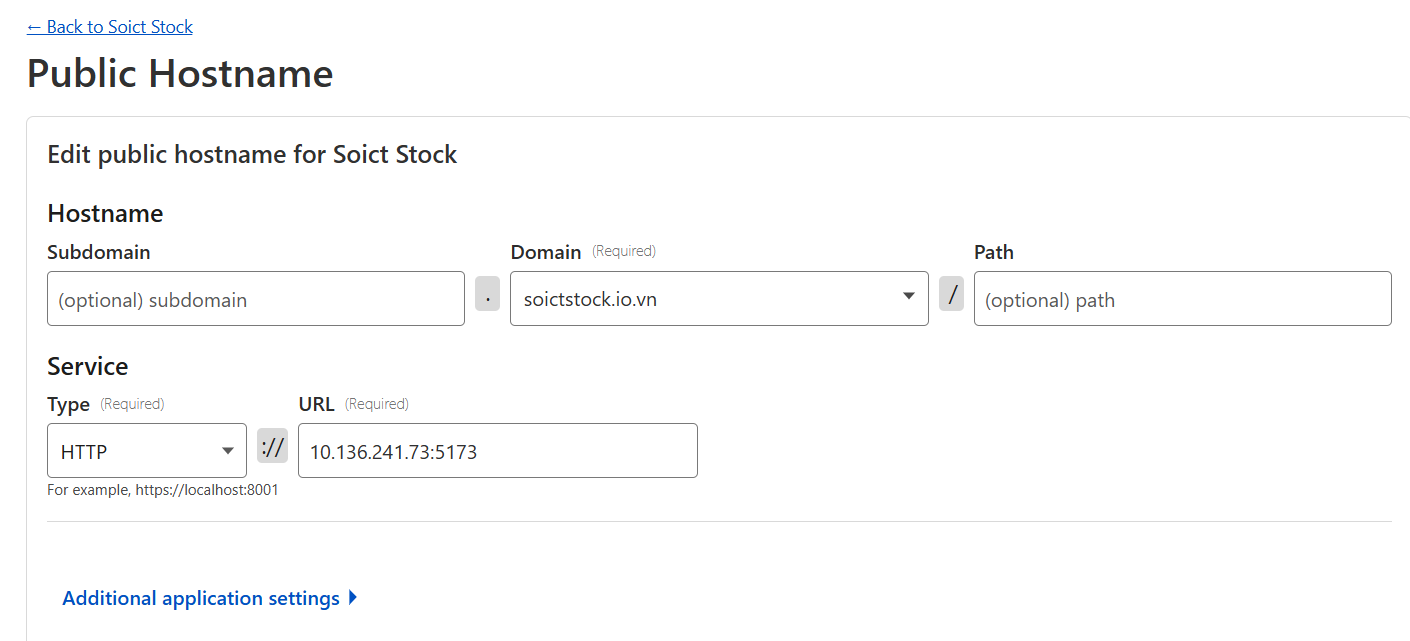 ← Back to Soict Stock
Public Hostname
Edit public hostname for Soict Stock
Hostname
Subdomain Domain (Required) Path
(optional) subdomain . soictstock.io.vn / (optional) path
Service
Type (Required) URL (Required)
HTTP :// 10.136.241.73:5173
For example, https://localhost:8001
Additional application settings